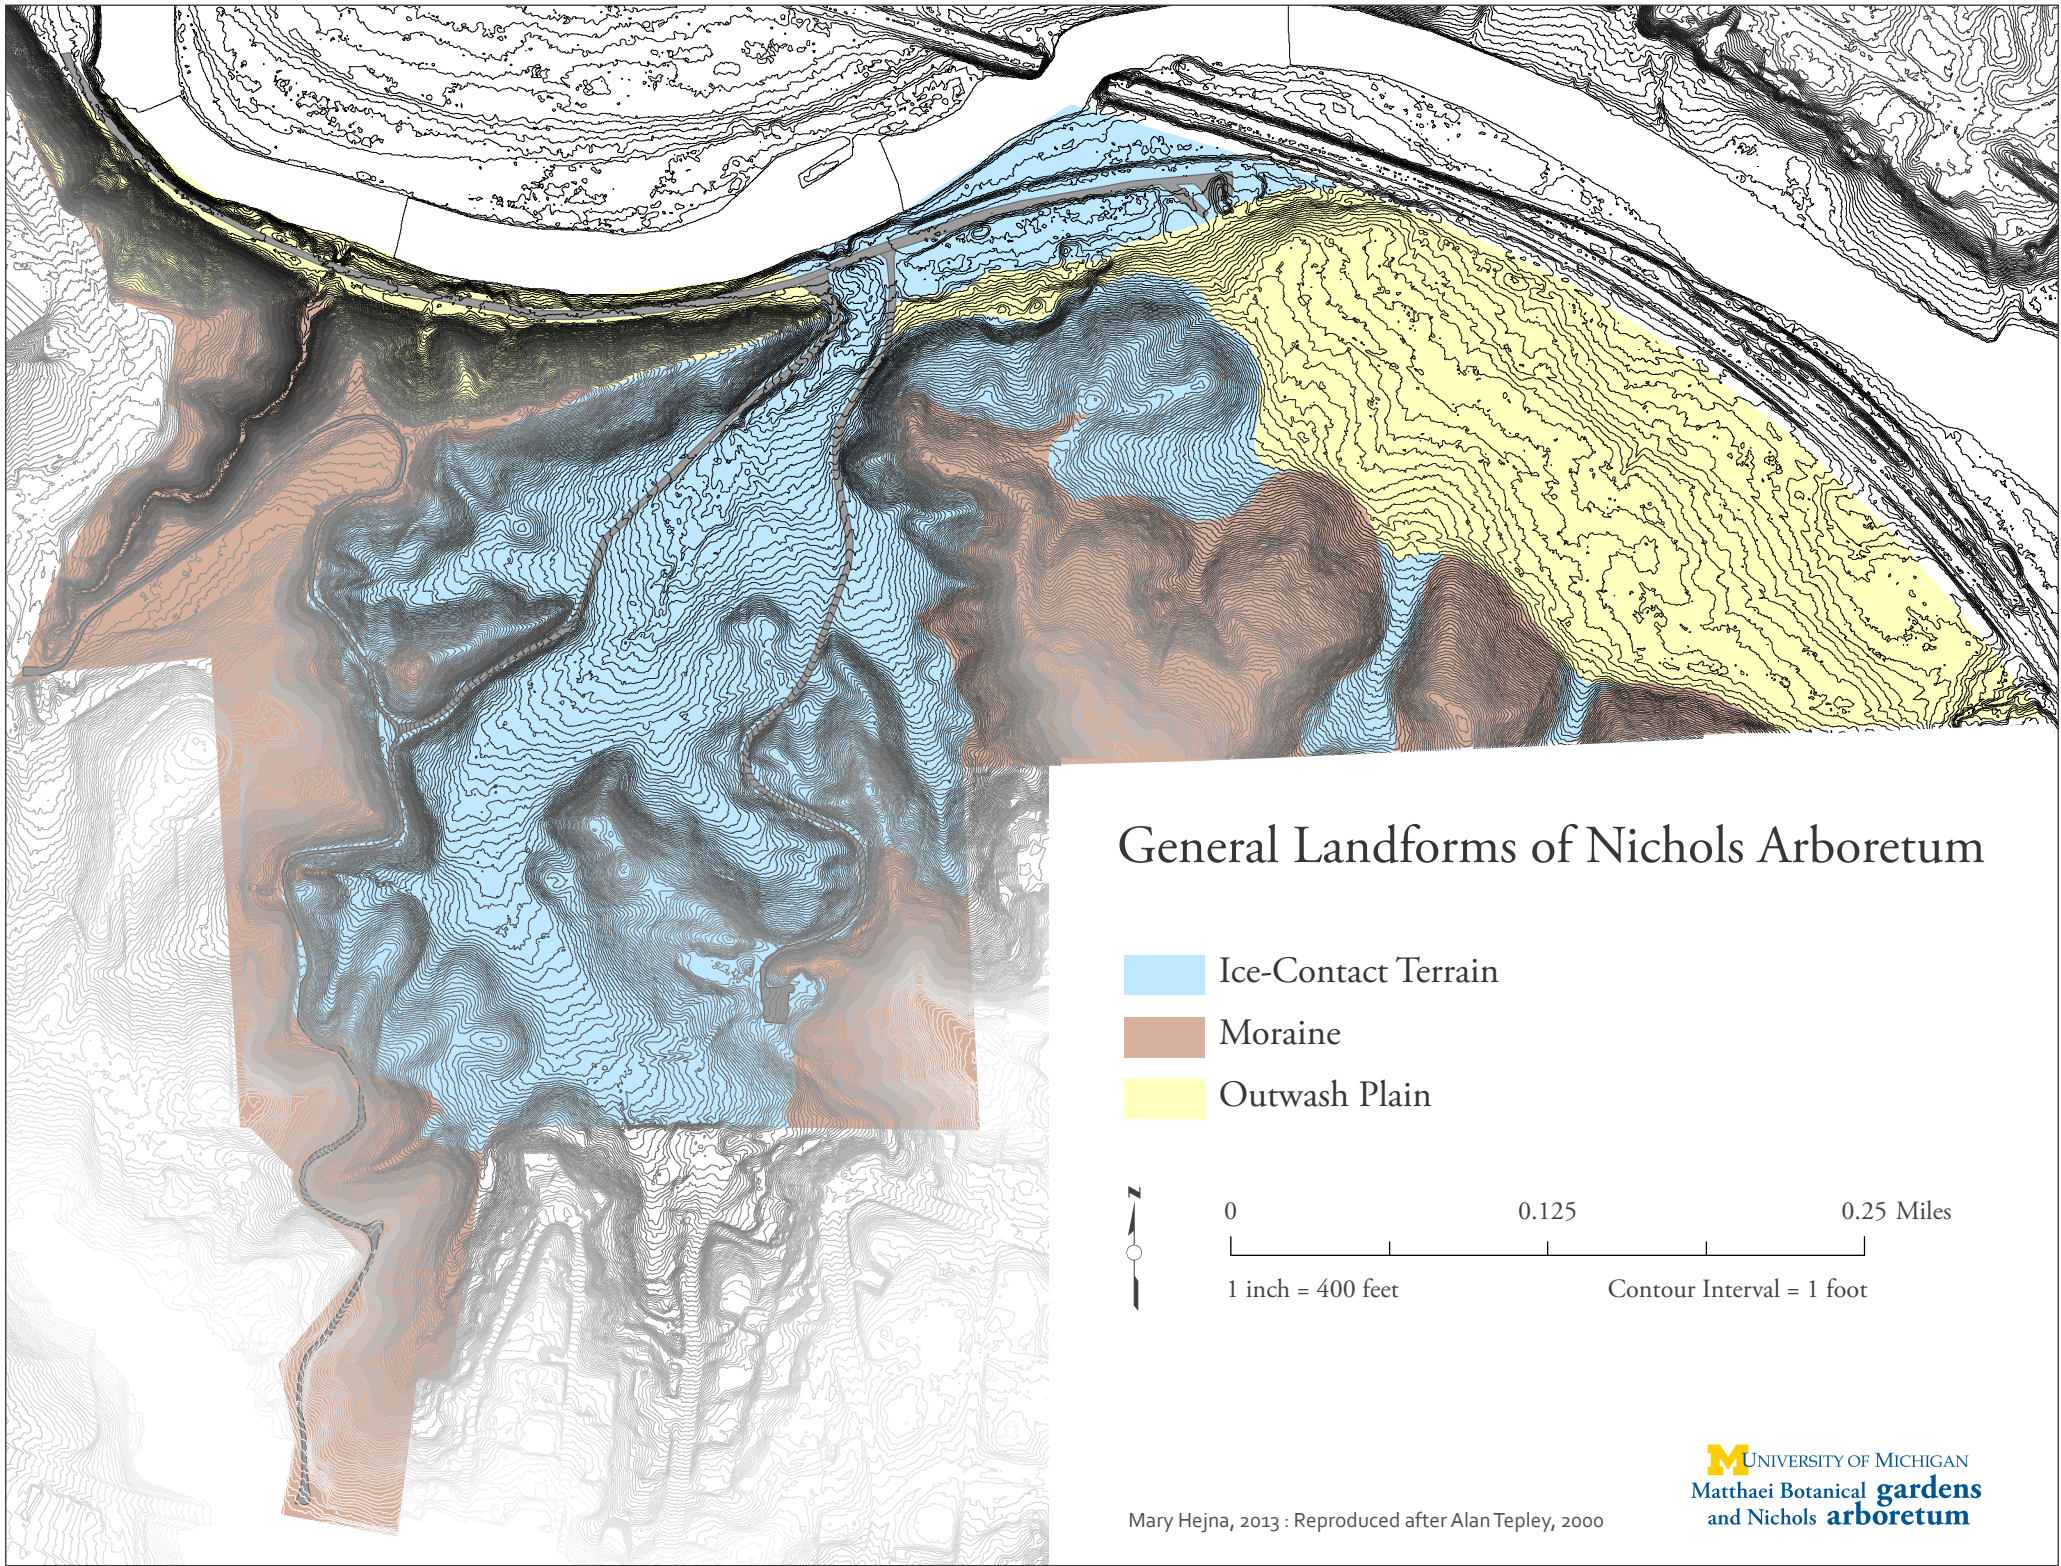 General Landforms of Nichols Arboretum
Ice-Contact Terrain
Moraine
Outwash Plain
N
0 0.125 0.25 Miles
1 inch = 400 feet Contour Interval = 1 foot
Mary Hejna, 2013 : Reproduced after Alan Tepley, 2000
M UNIVERSITY OF MICHIGAN
Matthaei Botanical gardens
and Nichols arboretum